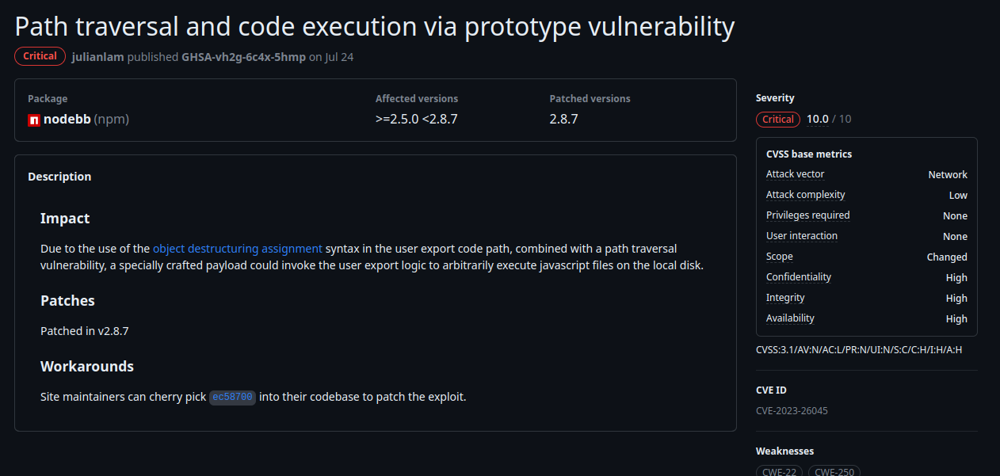 Path traversal and code execution via prototype vulnerability
Critical julianlam published GHSA-vh2g-6c4x-5hmp on Jul 24
Package Affected versions Patched versions
nodebb (npm) >=2.5.0 <2.8.7 2.8.7
Description
Impact
Due to the use of the object destructuring assignment syntax in the user export code path, combined with a path traversal
vulnerability, a specially crafted payload could invoke the user export logic to arbitrarily execute javascript files on the local disk.
Patches
Patched in v2.8.7
Workarounds
Site maintainers can cherry pick ec58700 into their codebase to patch the exploit.
Severity
Critical 10.0 / 10
CVSS base metrics
Attack vector Network
Attack complexity Low
Privileges required None
User interaction None
Scope Changed
Confidentiality High
Integrity High
Availability High
CVSS:3.1/AV:N/AC:L/PR:N/UI:N/S:C/C:H/I:H/A:H
CVE ID
CVE-2023-26045
Weaknesses
CWE-22 CWE-250